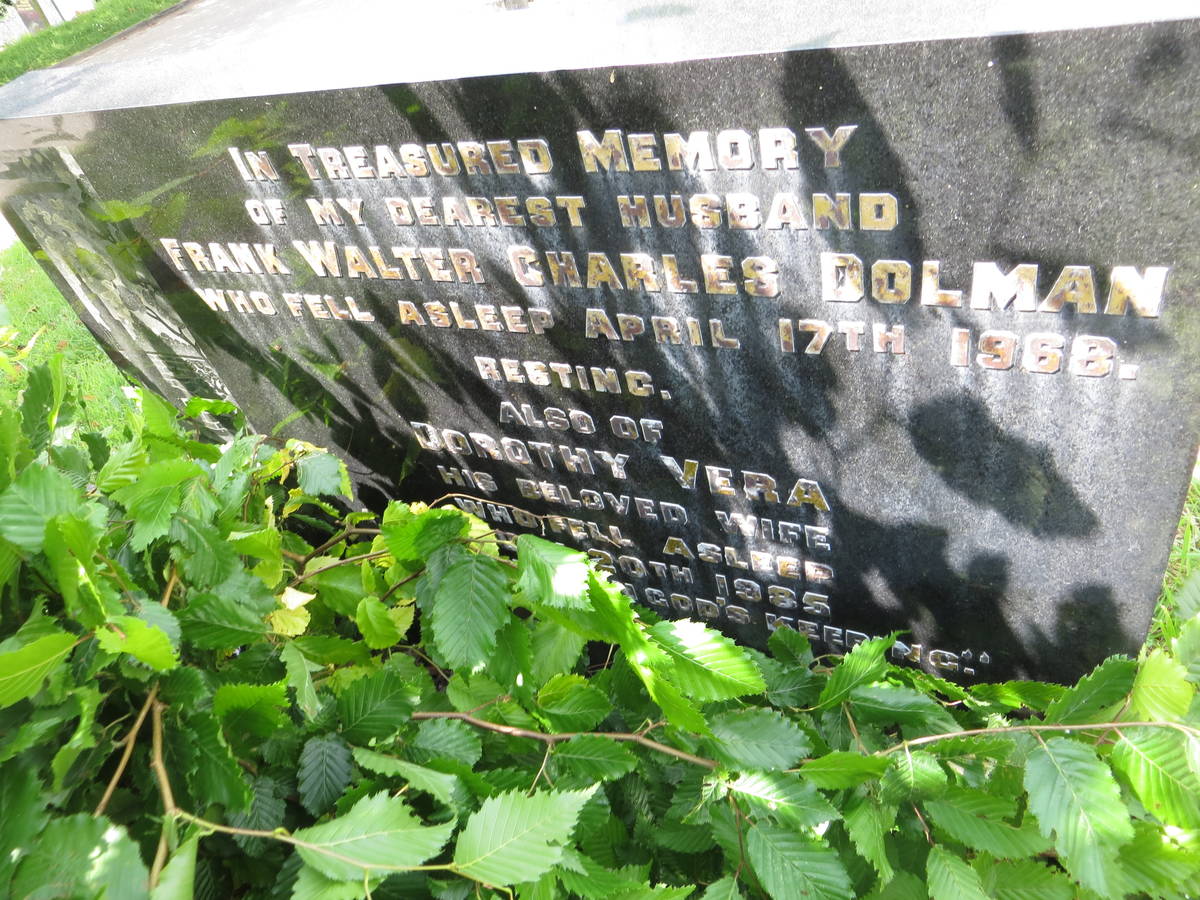 IN TREASURED MEMORY
OF MY DEAREST HUSBAND
FRANK WALTER CHARLES DOLMAN
WHO FELL ASLEEP APRIL 17TH 1968.
RESTING.
ALSO OF
DOROTHY VERA
HIS BELOVED WIFE
WHO FELL ASLEEP
20TH 1985
GOD'S KEEPING."